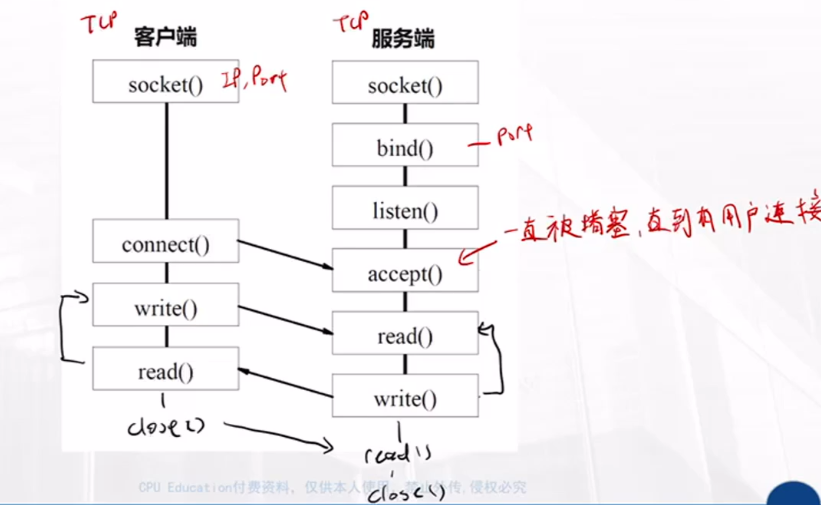 TCP
客户端
TCP
服务端
socket()
IP, Port
socket()
bind()
Port
listen()
一直被堵塞,直到有用户连接
connect()
accept()
write()
read()
read()
write()
close()
read()
close()
CPU Education付费资料，仅供本人使用，禁止外传,侵权必究